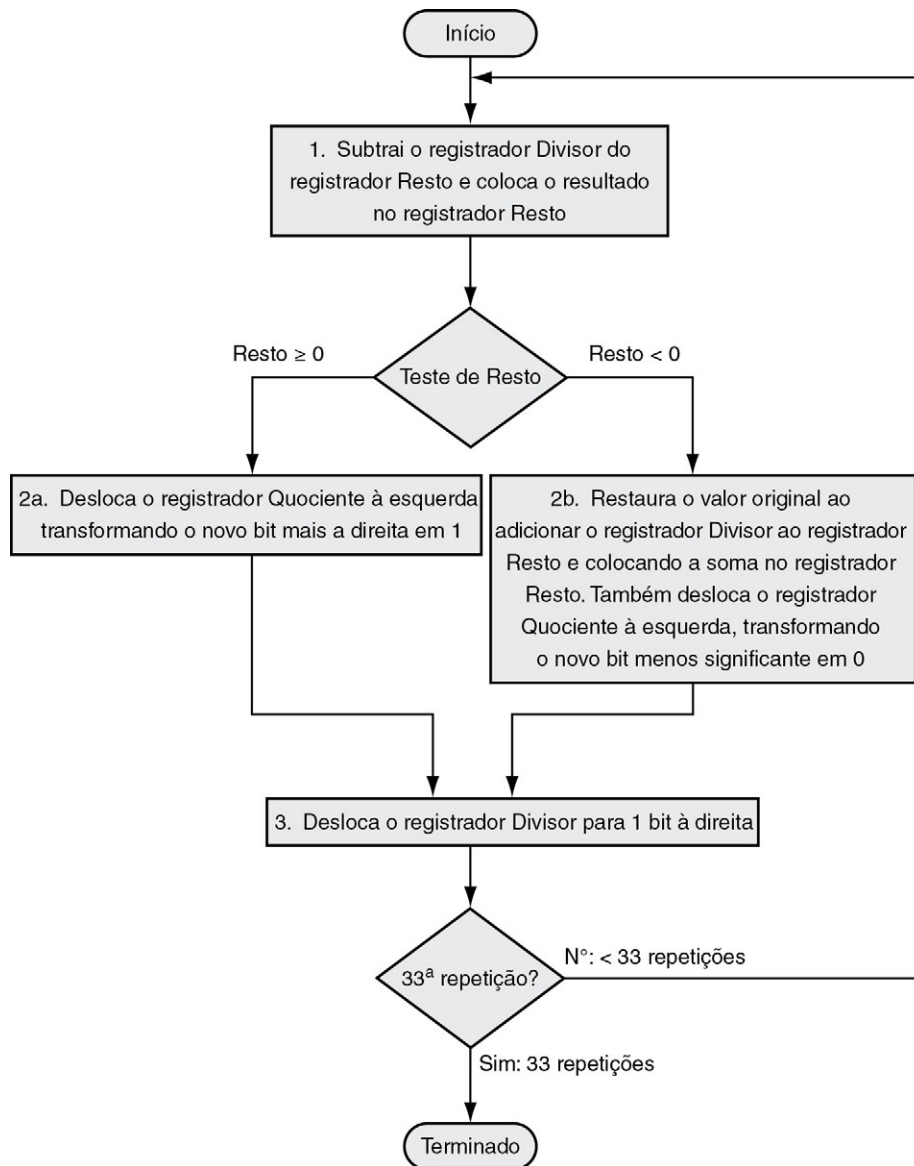 Início
1. Subtrai o registrador Divisor do
registrador Resto e coloca o resultado
no registrador Resto
Resto ≥ 0
Resto < 0
Teste de Resto
2a. Desloca o registrador Quociente à esquerda
transformando o novo bit mais a direita em 1
2b. Restaura o valor original ao
adicionar o registrador Divisor ao registrador
Resto e colocando a soma no registrador
Resto. Também desloca o registrador
Quociente à esquerda, transformando
o novo bit menos significante em 0
3. Desloca o registrador Divisor para 1 bit à direita
33ª repetição?
N°: < 33 repetições
Sim: 33 repetições
Terminado